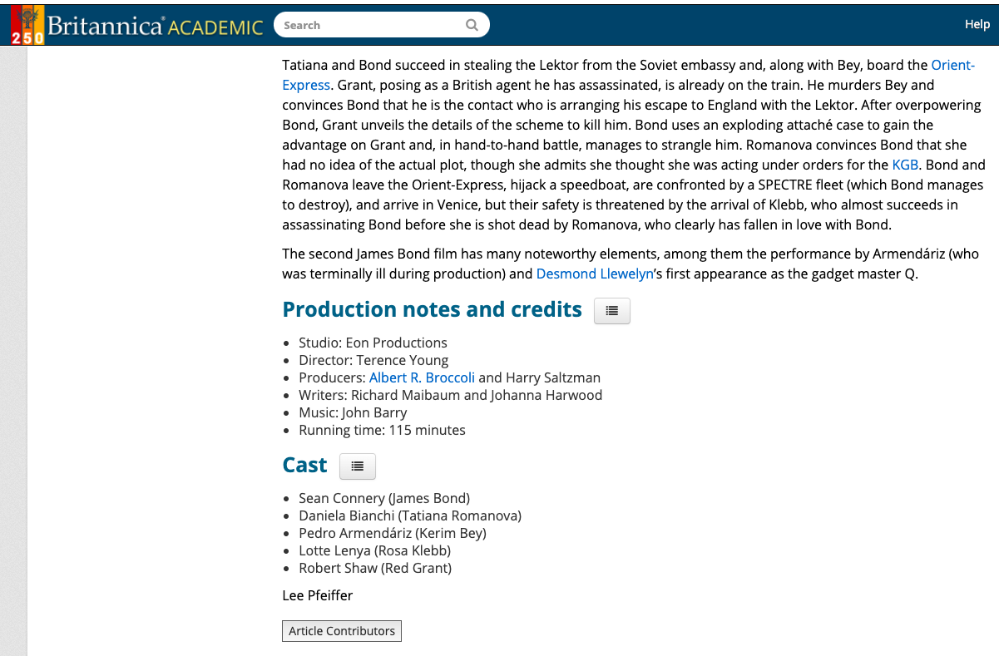 250 Britannica® ACADEMIC Search Help
Tatiana and Bond succeed in stealing the Lektor from the Soviet embassy and, along with Bey, board the Orient-
Express. Grant, posing as a British agent he has assassinated, is already on the train. He murders Bey and
convinces Bond that he is the contact who is arranging his escape to England with the Lektor. After overpowering
Bond, Grant unveils the details of the scheme to kill him. Bond uses an exploding attaché case to gain the
advantage on Grant and, in hand-to-hand battle, manages to strangle him. Romanova convinces Bond that she
had no idea of the actual plot, though she admits she thought she was acting under orders for the KGB. Bond and
Romanova leave the Orient-Express, hijack a speedboat, are confronted by a SPECTRE fleet (which Bond manages
to destroy), and arrive in Venice, but their safety is threatened by the arrival of Klebb, who almost succeeds in
assassinating Bond before she is shot dead by Romanova, who clearly has fallen in love with Bond.
The second James Bond film has many noteworthy elements, among them the performance by Armendáriz (who
was terminally ill during production) and Desmond Llewelyn’s first appearance as the gadget master Q.
Production notes and credits
• Studio: Eon Productions
• Director: Terence Young
• Producers: Albert R. Broccoli and Harry Saltzman
• Writers: Richard Maibaum and Johanna Harwood
• Music: John Barry
• Running time: 115 minutes
Cast
• Sean Connery (James Bond)
• Daniela Bianchi (Tatiana Romanova)
• Pedro Armendáriz (Kerim Bey)
• Lotte Lenya (Rosa Klebb)
• Robert Shaw (Red Grant)
Lee Pfeiffer
Article Contributors